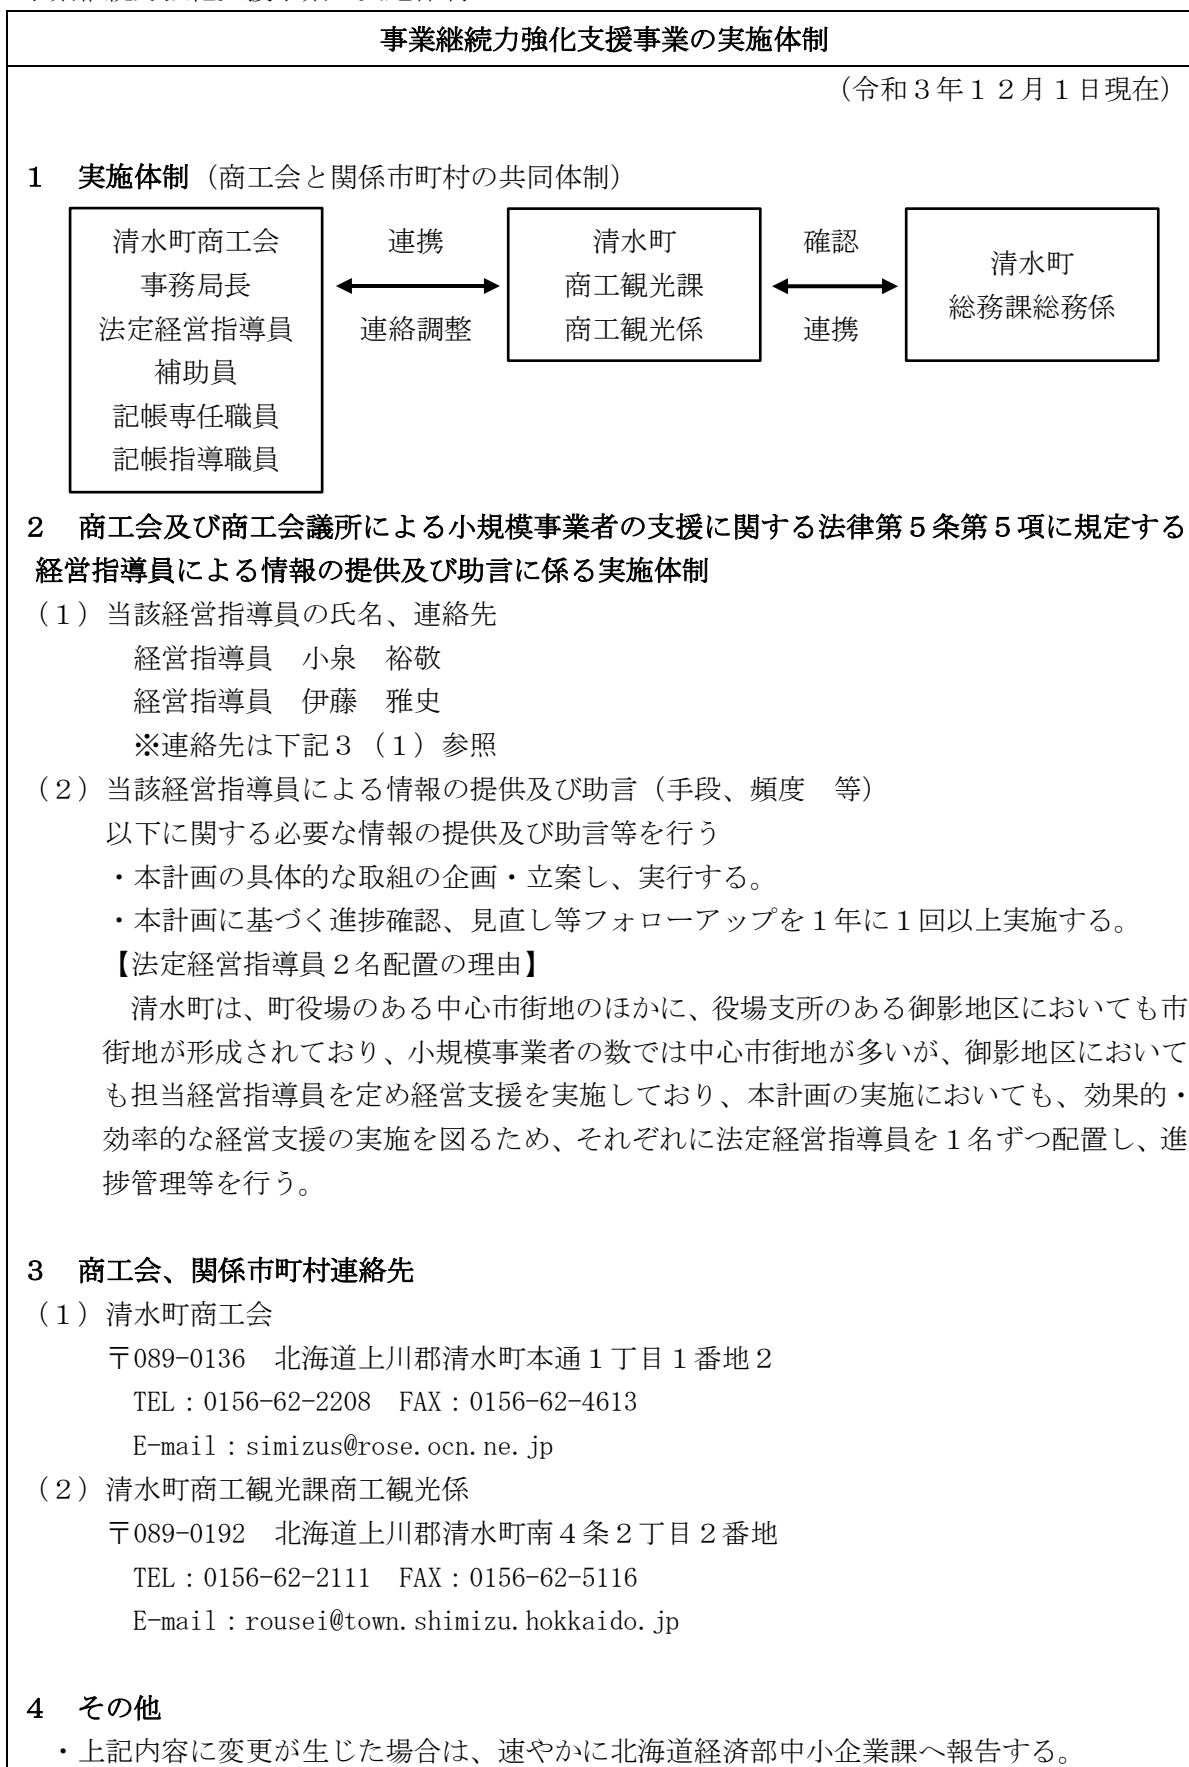 事業継続力強化支援事業の実施体制
（令和３年１２月１日現在）
１　実施体制（商工会と関係市町村の共同体制）
清水町商工会
事務局長
法定経営指導員
補助員
記帳専任職員
記帳指導職員
連携
連絡調整
清水町
商工観光課
商工観光係
確認
連携
清水町
総務課総務係
２　商工会及び商工会議所による小規模事業者の支援に関する法律第５条第５項に規定する
経営指導員による情報の提供及び助言に係る実施体制
（１）当該経営指導員の氏名、連絡先
経営指導員　小泉　裕敬
経営指導員　伊藤　雅史
※連絡先は下記３（１）参照
（２）当該経営指導員による情報の提供及び助言（手段、頻度　等）
以下に関する必要な情報の提供及び助言等を行う
・本計画の具体的な取組の企画・立案し、実行する。
・本計画に基づく進捗確認、見直し等フォローアップを１年に１回以上実施する。
【法定経営指導員２名配置の理由】
清水町は、町役場のある中心市街地のほかに、役場支所のある御影地区においても市
街地が形成されており、小規模事業者の数では中心市街地が多いが、御影地区において
も担当経営指導員を定め経営支援を実施しており、本計画の実施においても、効果的・
効率的な経営支援の実施を図るため、それぞれに法定経営指導員を１名ずつ配置し、進
捗管理等を行う。
３　商工会、関係市町村連絡先
（１）清水町商工会
〒089-0136　北海道上川郡清水町本通１丁目１番地２
TEL：0156-62-2208　FAX：0156-62-4613
E-mail：simizus@rose.ocn.ne.jp
（２）清水町商工観光課商工観光係
〒089-0192　北海道上川郡清水町南４条２丁目２番地
TEL：0156-62-2111　FAX：0156-62-5116
E-mail：rousei@town.shimizu.hokkaido.jp
４　その他
・上記内容に変更が生じた場合は、速やかに北海道経済部中小企業課へ報告する。